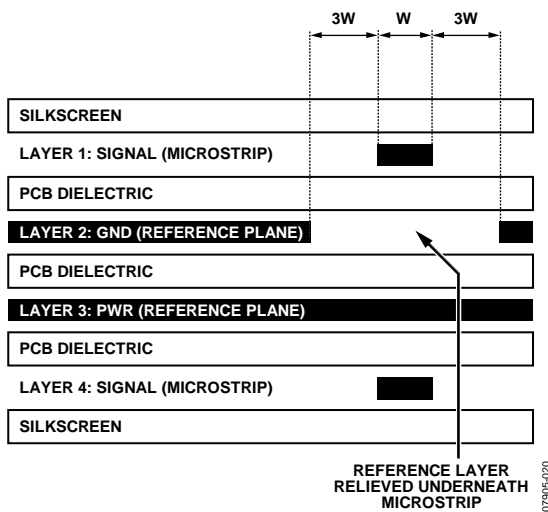 3W W 3W
SILKSCREEN
LAYER 1: SIGNAL (MICROSTRIP)
PCB DIELECTRIC
LAYER 2: GND (REFERENCE PLANE)
PCB DIELECTRIC
LAYER 3: PWR (REFERENCE PLANE)
PCB DIELECTRIC
LAYER 4: SIGNAL (MICROSTRIP)
SILKSCREEN
REFERENCE LAYER
RELIEVED UNDERNEATH
MICROSTRIP
07905-020